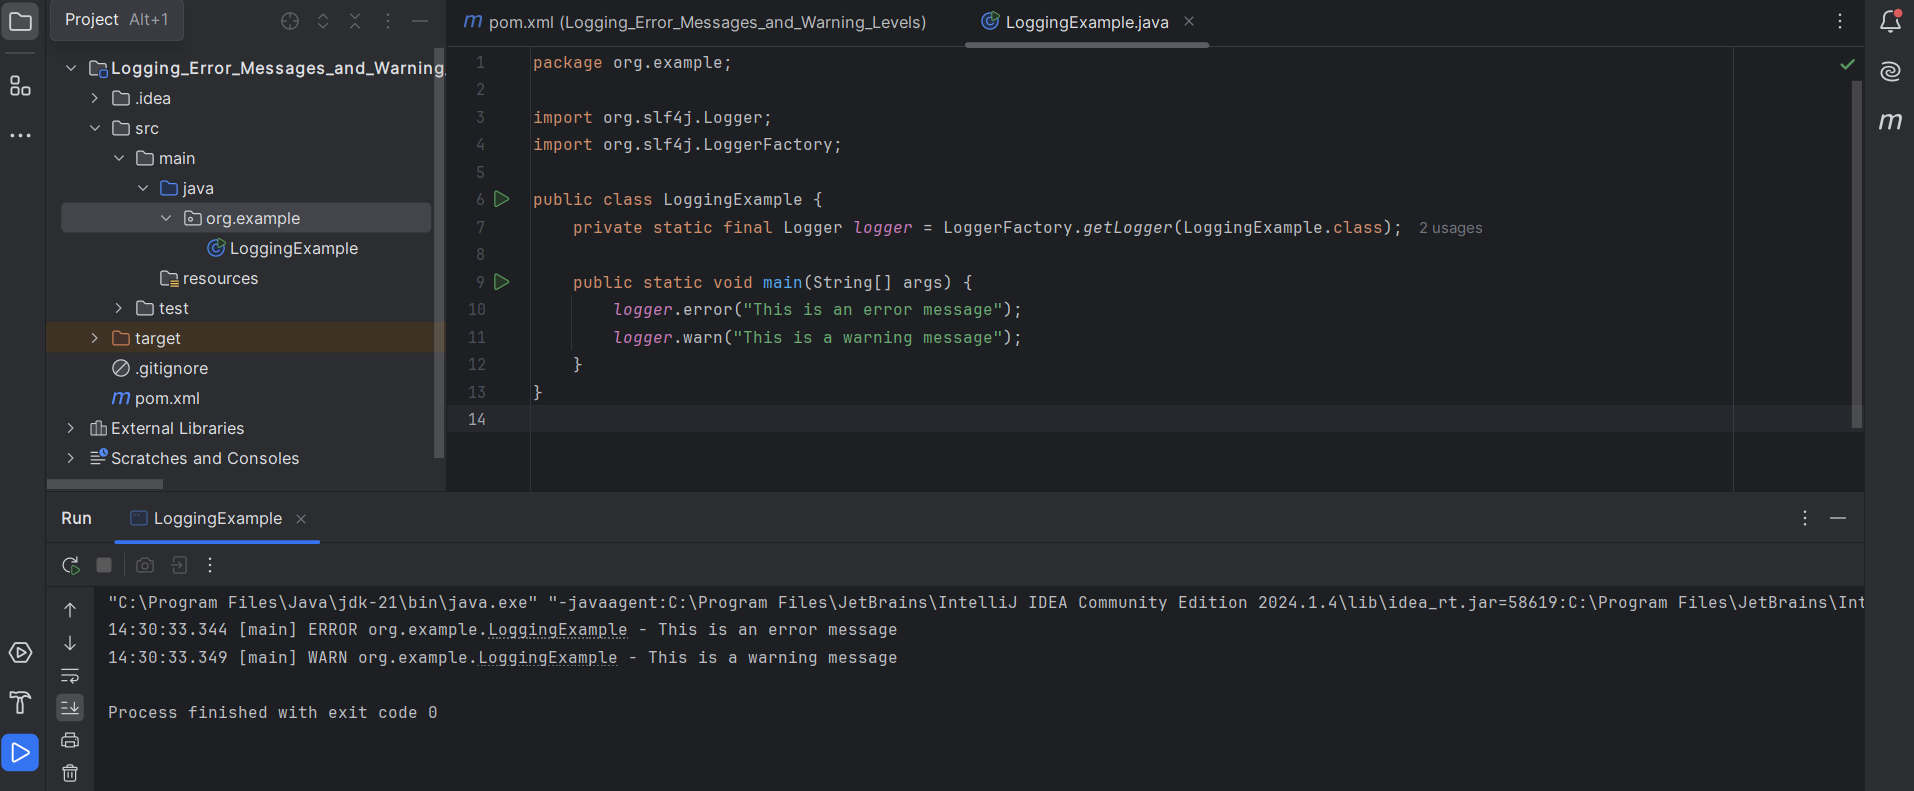 Project Alt+1
Logging_Error_Messages_and_Warning_
.idea
src
main
java
org.example
LoggingExample
resources
test
target
.gitignore
m pom.xml
External Libraries
Scratches and Consoles
m pom.xml (Logging_Error_Messages_and_Warning_Levels)
LoggingExample.java
1 package org.example;
2
3 import org.slf4j.Logger;
4 import org.slf4j.LoggerFactory;
5
6 public class LoggingExample {
7 private static final Logger logger = LoggerFactory.getLogger(LoggingExample.class); 2 usages
8
9 public static void main(String[] args) {
10 logger.error("This is an error message");
11 logger.warn("This is a warning message");
12 }
13 }
14
m
Run LoggingExample
"C:\Program Files\Java\jdk-21\bin\java.exe" "-javaagent:C:\Program Files\JetBrains\IntelliJ IDEA Community Edition 2024.1.4\lib\idea_rt.jar=58619:C:\Program Files\JetBrains\Int
14:30:33.344 [main] ERROR org.example.LoggingExample - This is an error message
14:30:33.349 [main] WARN org.example.LoggingExample - This is a warning message
Process finished with exit code 0